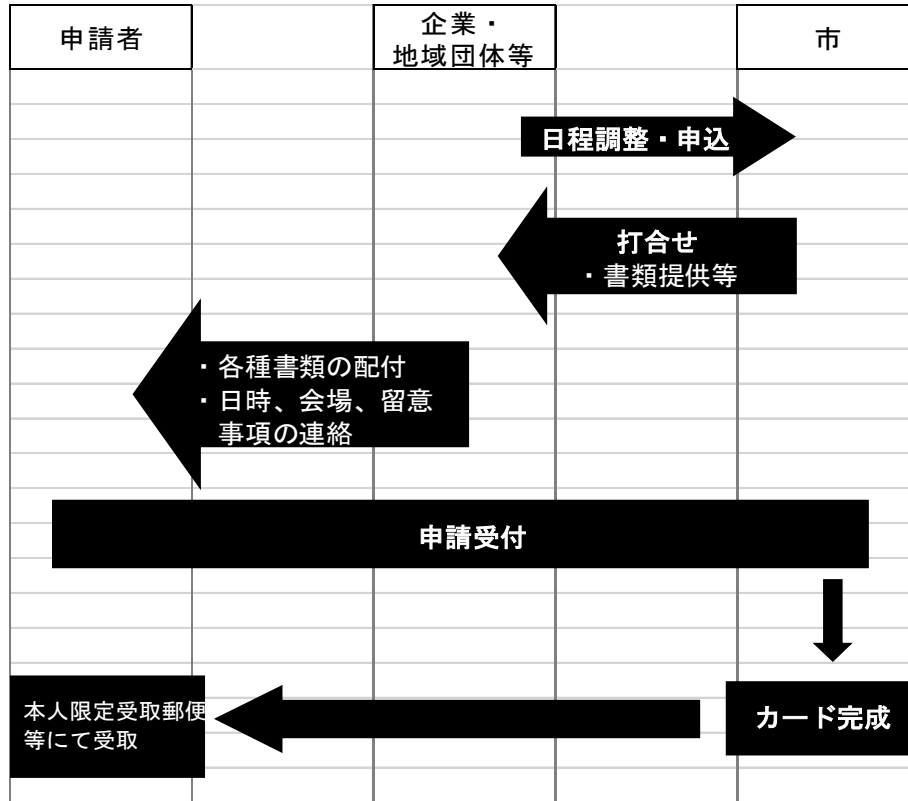 申請者
企業・
地域団体等
市
日程調整・申込
打合せ
・書類提供等
・各種書類の配付
・日時、会場、留意
事項の連絡
申請受付
本人限定受取郵便
等にて受取
カード完成